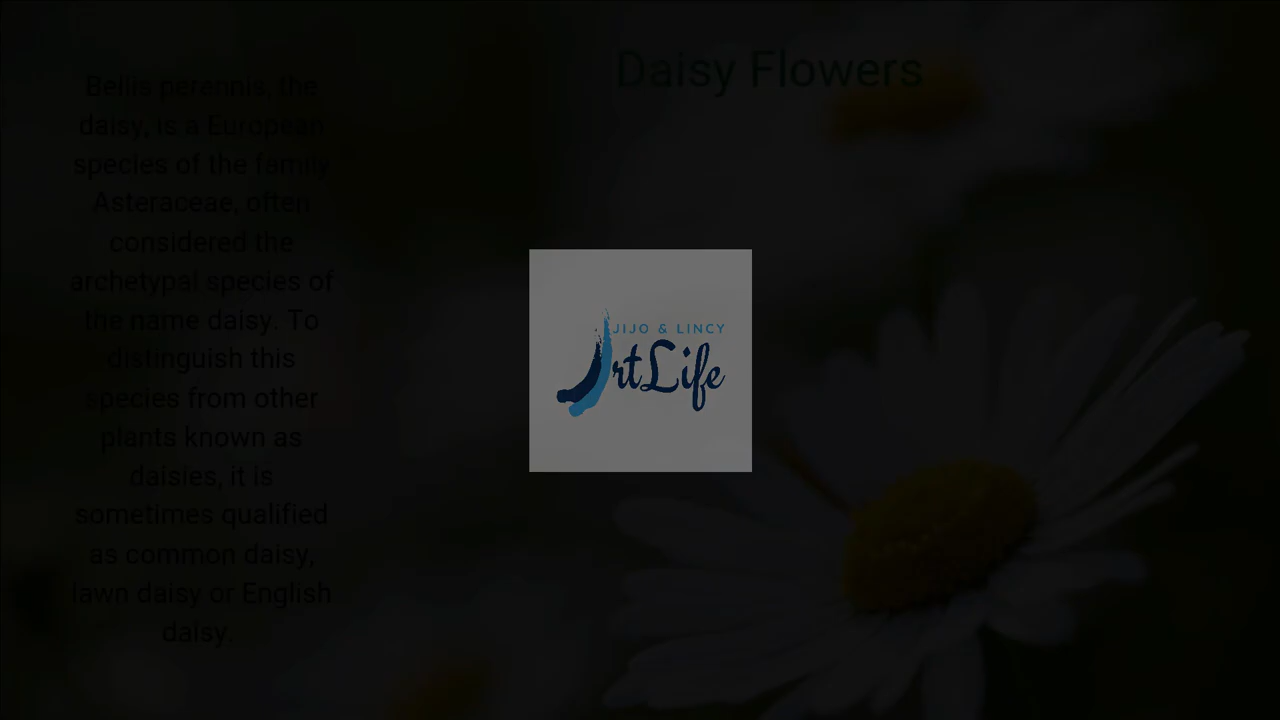 Daisy Flowers
Bellis perennis, the
daisy, is a European
species of the family
Asteraceae, often
considered the
archetypal species of
the name daisy. To
distinguish this
species from other
plants known as
daisies, it is
sometimes qualified
as common daisy,
lawn daisy or English
daisy.
JIJO & LINCY
ArtLife